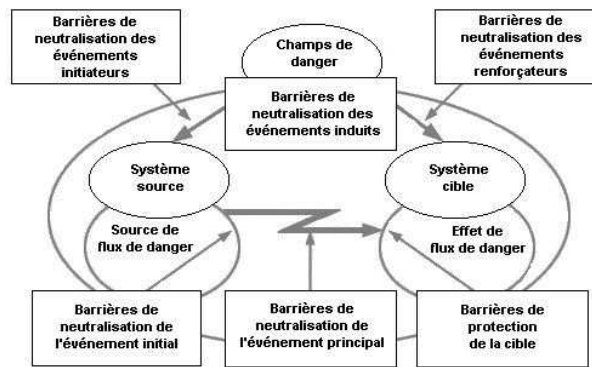 Barrières de
neutralisation des
événements
initiateurs
Champs de
danger
Barrières de
neutralisation des
événements
renforçateurs
Barrières de
neutralisation des
événements induits
Système
source
Système
cible
Source de
flux de danger
Effet de
flux de danger
Barrières de
neutralisation de
l'événement initial
Barrières de
neutralisation de
l'événement principal
Barrières de
protection
de la cible